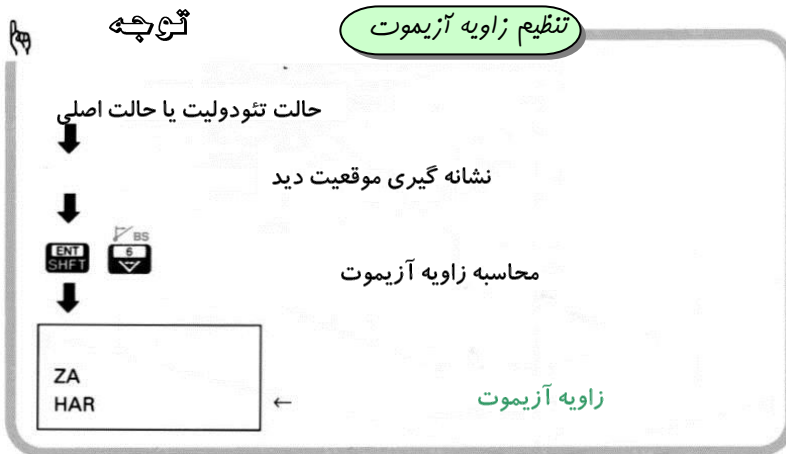 تنظیم زاویه آزیموت
توجه
حالت تئودولیت یا حالت اصلی
نشانه گیری موقعیت دید
BS
ENT
SHFT
6
محاسبه زاویه آزیموت
ZA
HAR
← زاویه آزیموت